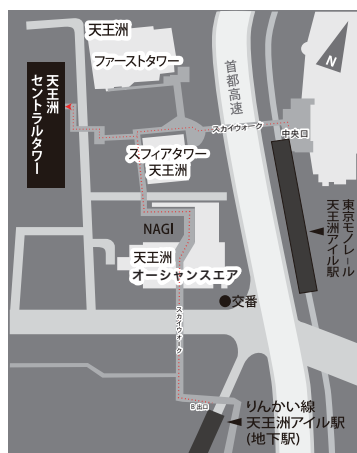 天王洲
ファーストタワー
首都高速
N
天王洲
セントラルタワー
スカイウォーク
中央口
スフィアタワー
天王洲
東京モノレール
天王洲アイル駅
NAGI
天王洲
オーシャンスエア
交番
スカイウォーク
B出口
りんかい線
天王洲アイル駅
(地下駅)